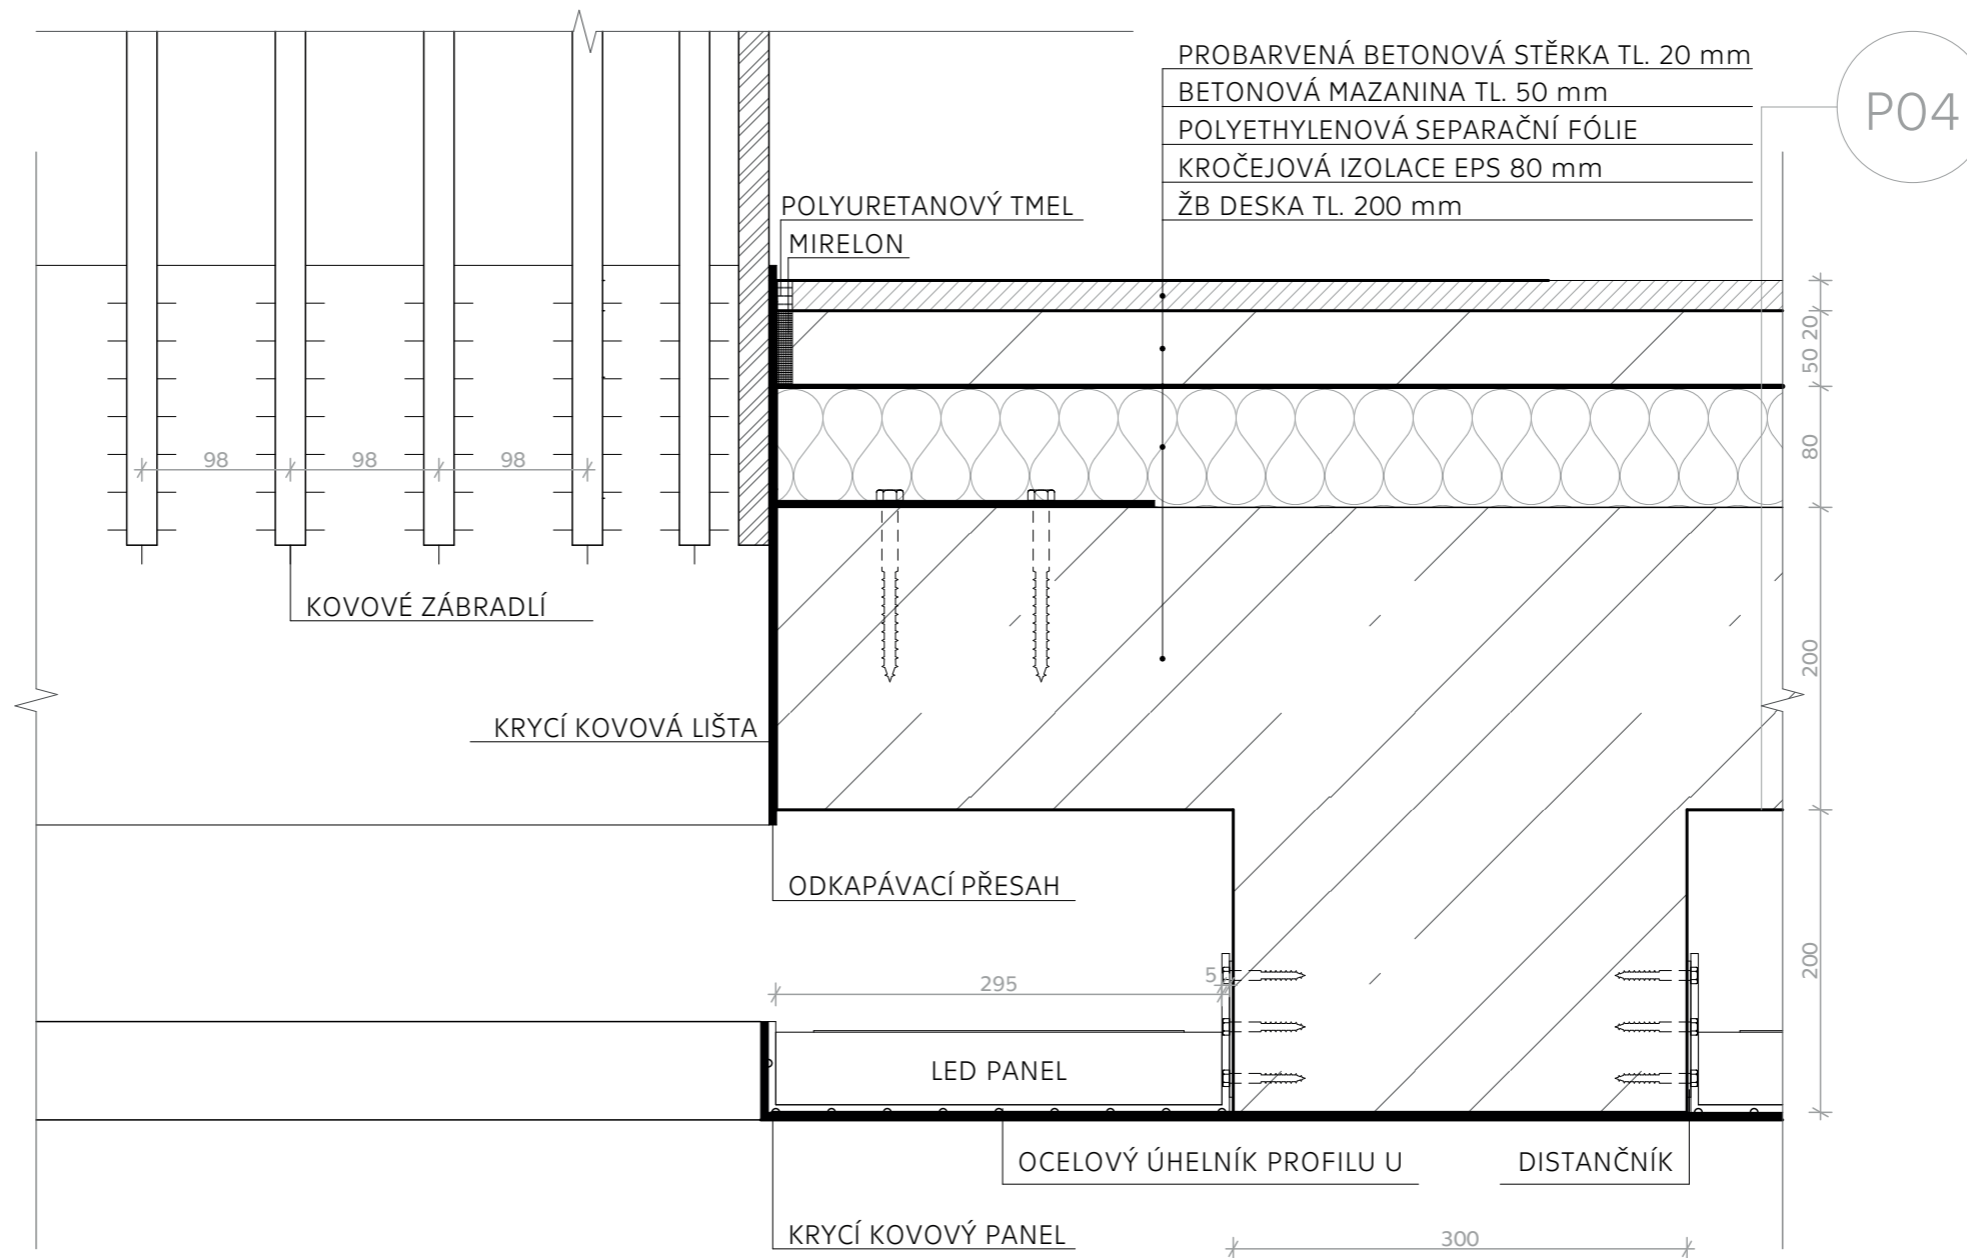 PROBARVENÁ BETONOVÁ STĚRKA TL. 20 mm
BETONOVÁ MAZANINA TL. 50 mm
POLYETHYLENOVÁ SEPARAČNÍ FÓLIE
KROČEJOVÁ IZOLACE EPS 80 mm
ŽB DESKA TL. 200 mm
P04
POLYURETANOVÝ TMEL
MIRELON
20
50
80
200
200
98
98
98
KOVOVÉ ZÁBRADLÍ
KRYCÍ KOVOVÁ LIŠTA
ODKAPÁVACÍ PŘESAH
295
5
LED PANEL
OCELOVÝ ÚHELNÍK PROFILU U
DISTANČNÍK
KRYCÍ KOVOVÝ PANEL
300